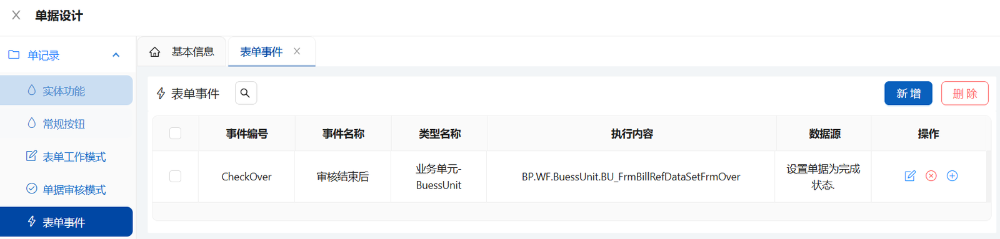 单据设计
单记录
实体功能
常规按钮
表单工作模式
单据审核模式
表单事件
基本信息
表单事件
表单事件
新 增
删 除
事件编号
事件名称
类型名称
执行内容
数据源
操作
CheckOver
审核结束后
业务单元-
BuessUnit
BP.WF.BuessUnit.BU_FrmBillRefDataSetFrmOver
设置单据为完成
状态.